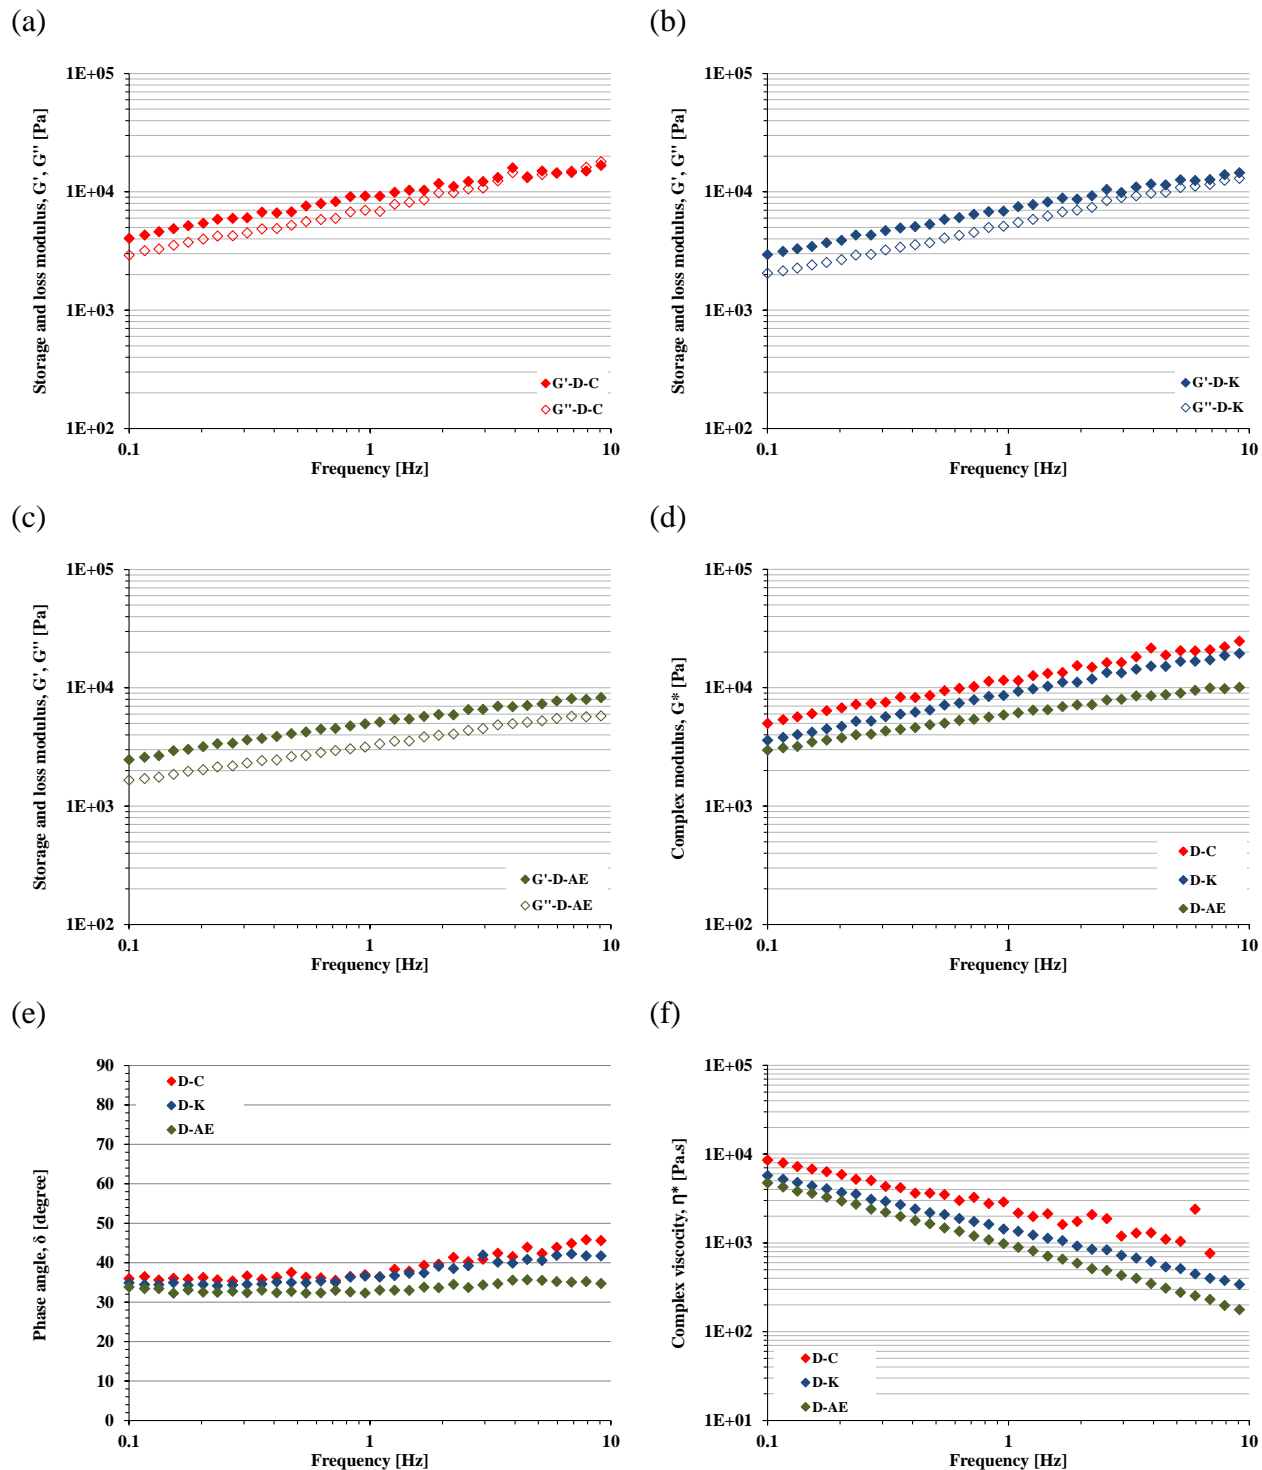 (a)
1E+05
1E+04
1E+03
1E+02
Storage and loss modulus, G', G'' [Pa]
G'-D-C
G''-D-C
0.1 1 10
Frequency [Hz]
(b)
1E+05
1E+04
1E+03
1E+02
Storage and loss modulus, G', G'' [Pa]
G'-D-K
G''-D-K
0.1 1 10
Frequency [Hz]
(c)
1E+05
1E+04
1E+03
1E+02
Storage and loss modulus, G', G'' [Pa]
G'-D-AE
G''-D-AE
0.1 1 10
Frequency [Hz]
(d)
1E+05
1E+04
1E+03
1E+02
Complex modulus, G* [Pa]
D-C
D-K
D-AE
0.1 1 10
Frequency [Hz]
(e)
90
80
70
60
50
40
30
20
10
0
Phase angle, δ [degree]
D-C
D-K
D-AE
0.1 1 10
Frequency [Hz]
(f)
1E+05
1E+04
1E+03
1E+02
1E+01
Complex viscocity, η* [Pa.s]
D-C
D-K
D-AE
0.1 1 10
Frequency [Hz]